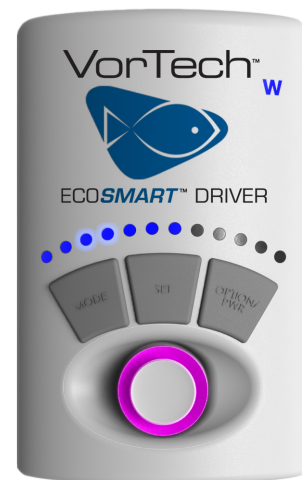 VorTech™
W
ECOSMART™ DRIVER
MODE
SET
OPTION/
PWR